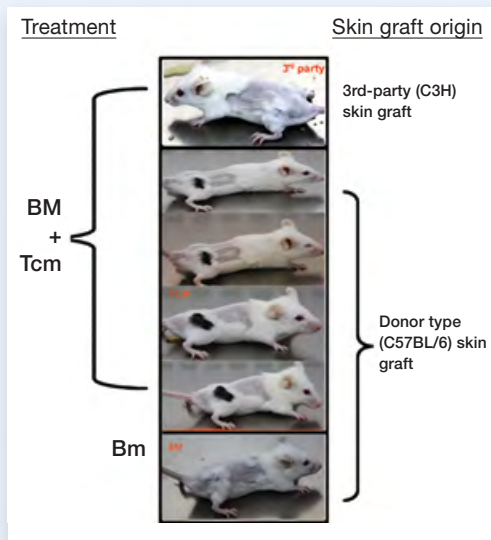 Treatment
Skin graft origin
3rd party
3rd-party (C3H)
skin graft
BM
+
Tcm
Donor type
(C57BL/6) skin
graft
Bm
BM